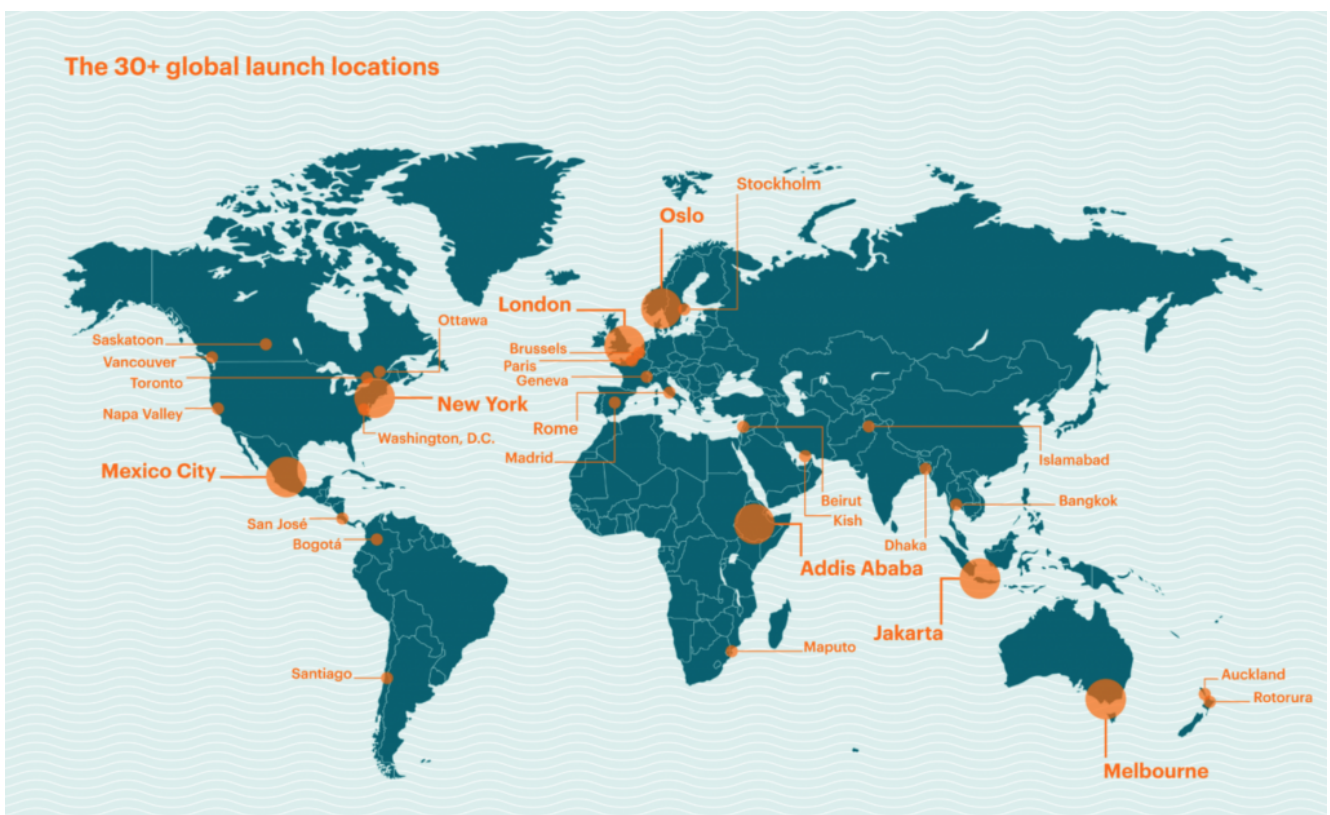 The 30+ global launch locations
Stockholm
Oslo
London
Ottawa
Saskatoon
Brussels
Vancouver
Paris
Toronto
Geneva
New York
Napa Valley
Rome
Washington, D.C.
Madrid
Islamabad
Mexico City
Beirut
Bangkok
San José
Kish
Bogotá
Dhaka
Addis Ababa
Jakarta
Maputo
Santiago
Auckland
Rotorura
Melbourne